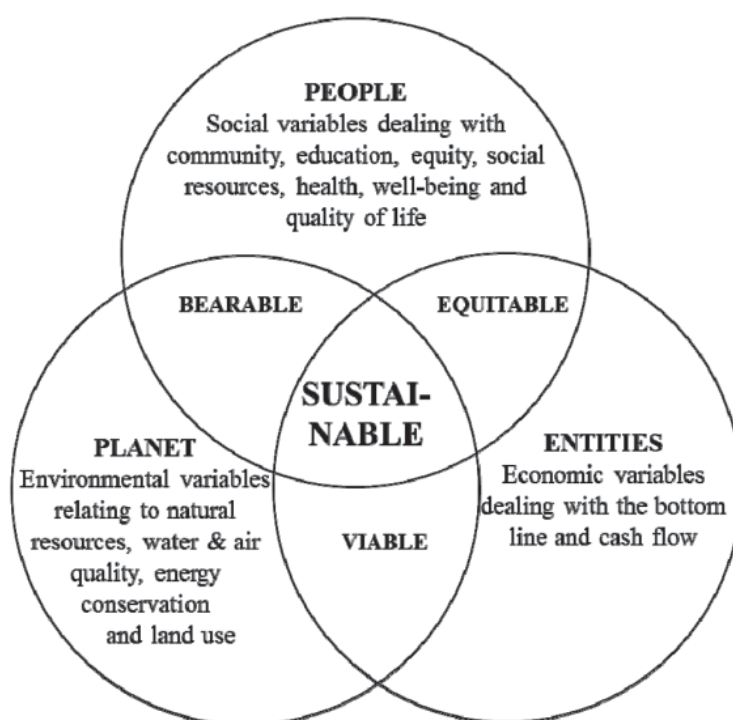 PEOPLE
Social variables dealing with
community, education, equity, social
resources, health, well-being and
quality of life
BEARABLE
EQUITABLE
SUSTAI-
NABLE
PLANET
Environmental variables
relating to natural
resources, water & air
quality, energy
conservation
and land use
ENTITIES
Economic variables
dealing with the bottom
line and cash flow
VIABLE